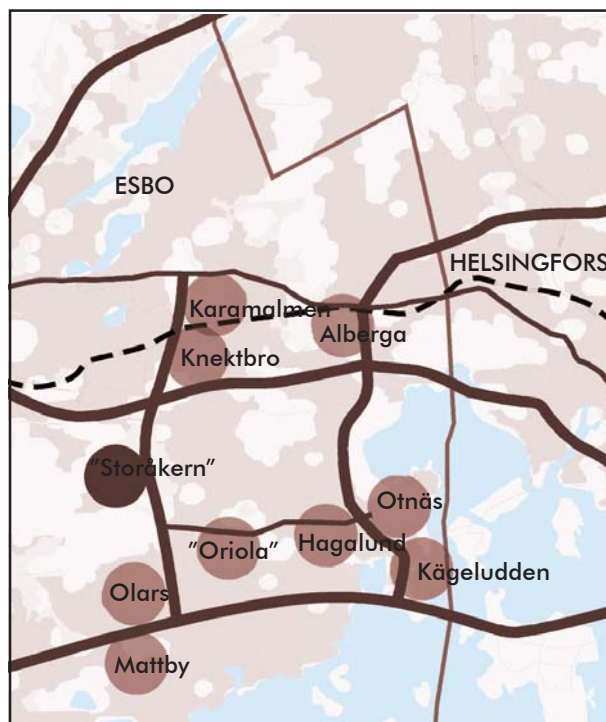 ESBO
HELSINGFORS
Karamalmen
Alberga
Knektbro
"Storåkern"
Otnäs
"Oriola"
Hagalund
Kägeludden
Olars
Mattby